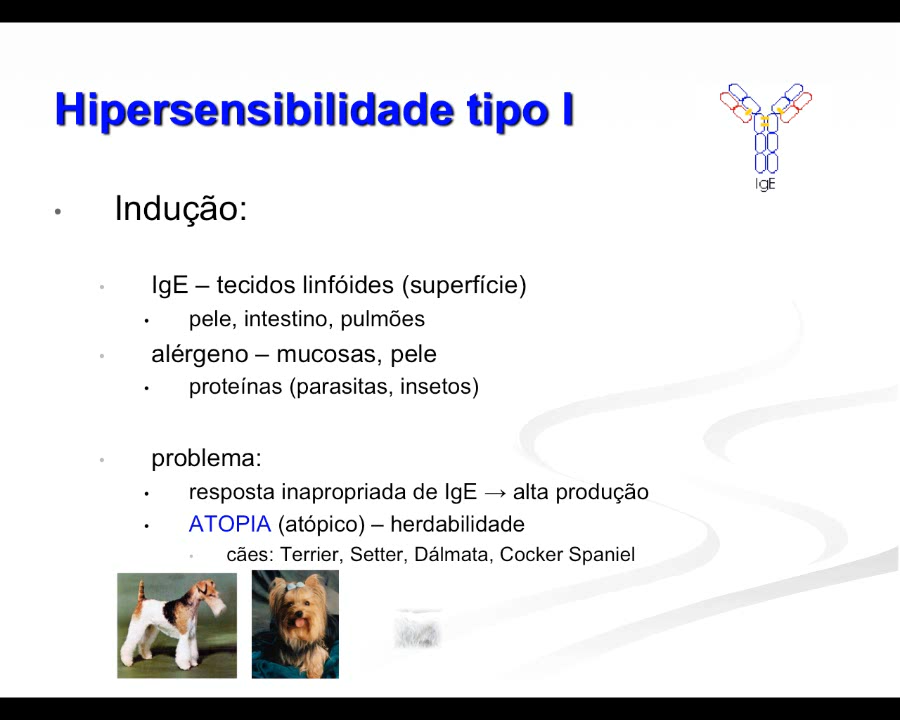 Hipersensibilidade tipo I
IgE
• Indução:
• IgE – tecidos linfóides (superfície)
• pele, intestino, pulmões
• alérgeno – mucosas, pele
• proteínas (parasitas, insetos)
• problema:
• resposta inapropriada de IgE → alta produção
• ATOPIA (atópico) – herdabilidade
• cães: Terrier, Setter, Dálmata, Cocker Spaniel